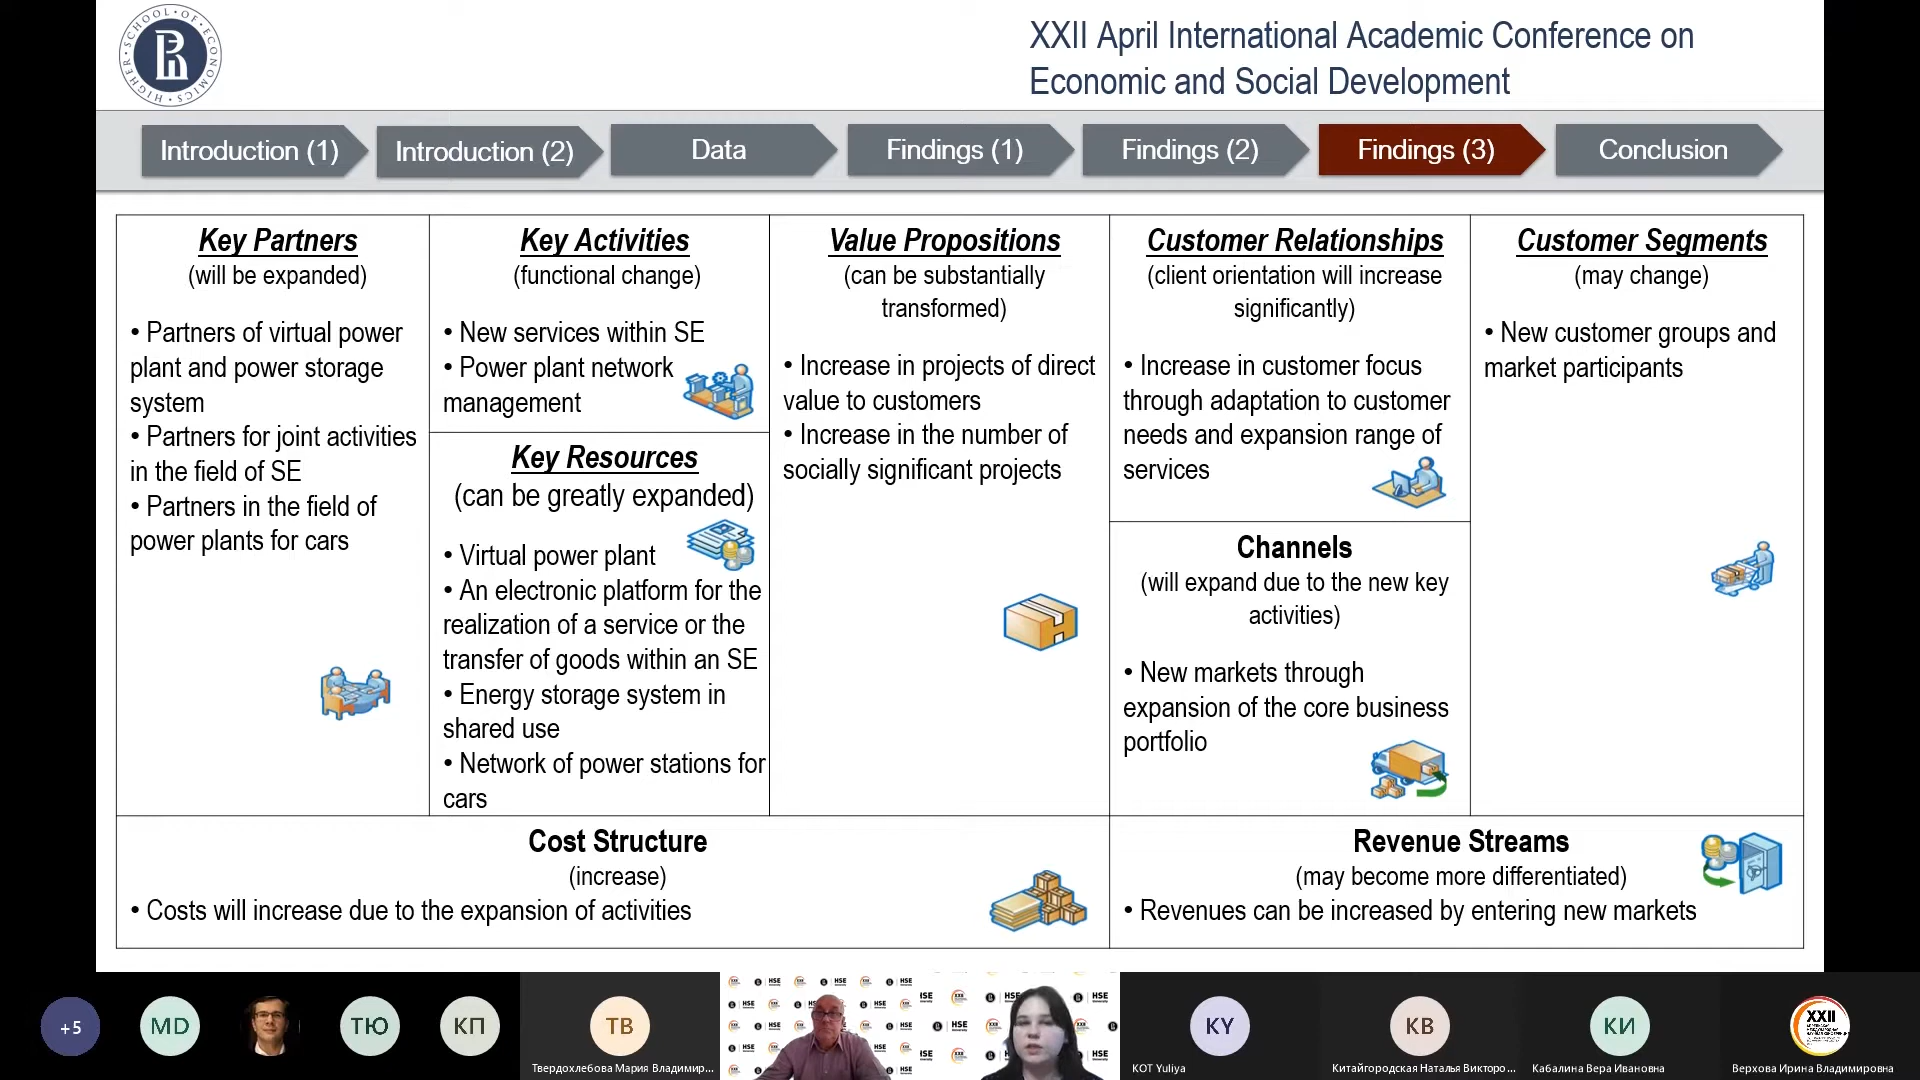 HIGHER · SCHOOL · OF · ECONOMICS
XXII April International Academic Conference on
Economic and Social Development
Introduction (1)
Introduction (2)
Data
Findings (1)
Findings (2)
Findings (3)
Conclusion
Key Partners
(will be expanded)
• Partners of virtual power
plant and power storage
system
• Partners for joint activities
in the field of SE
• Partners in the field of
power plants for cars
Key Activities
(functional change)
• New services within SE
• Power plant network
management
Key Resources
(can be greatly expanded)
• Virtual power plant
• An electronic platform for the
realization of a service or the
transfer of goods within an SE
• Energy storage system in
shared use
• Network of power stations for
cars
Value Propositions
(can be substantially
transformed)
• Increase in projects of direct
value to customers
• Increase in the number of
socially significant projects
Customer Relationships
(client orientation will increase
significantly)
• Increase in customer focus
through adaptation to customer
needs and expansion range of
services
Channels
(will expand due to the new key
activities)
• New markets through
expansion of the core business
portfolio
Customer Segments
(may change)
• New customer groups and
market participants
Cost Structure
(increase)
• Costs will increase due to the expansion of activities
Revenue Streams
(may become more differentiated)
• Revenues can be increased by entering new markets
+5
MD
ТЮ
КП
ТВ
Твердохлебова Мария Владимир...
HSE
XXII
KY
KOT Yuliya
КВ
Китайгородская Наталья Викторо...
КИ
Кабалина Вера Ивановна
XXII
Верхова Ирина Владимировна